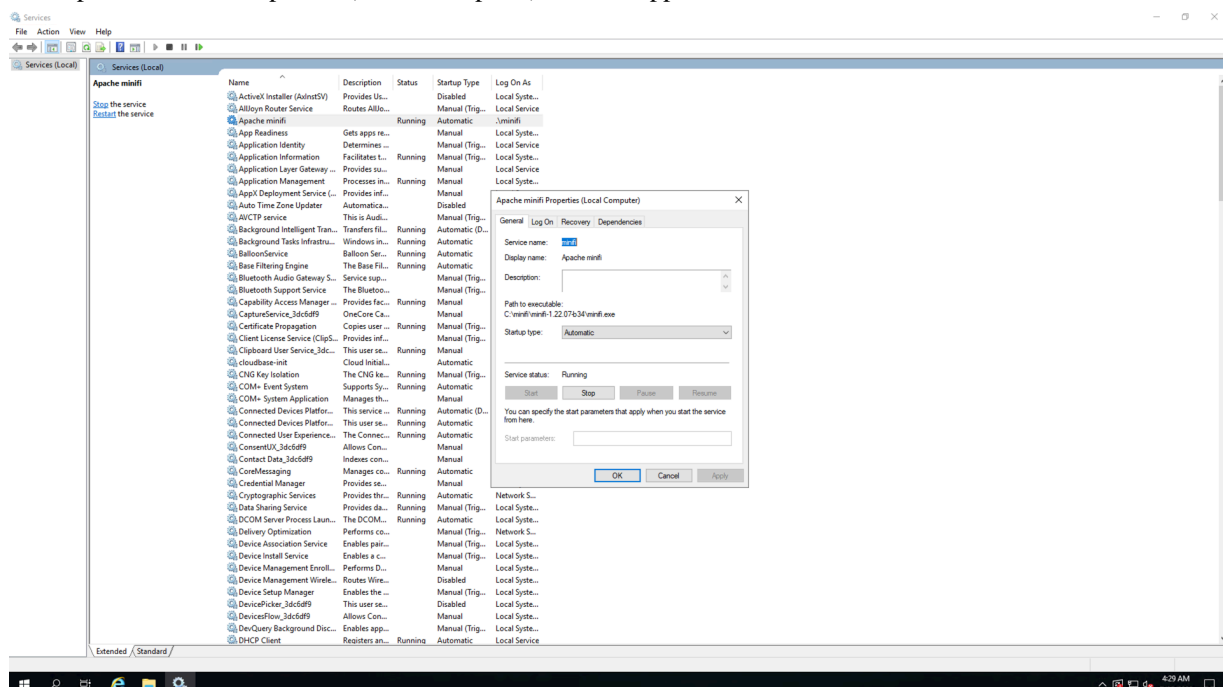 Services
File Action View Help
Services (Local)
Services (Local)
Apache minifi
Stop the service
Restart the service
Name Description Status Startup Type Log On As
ActiveX Installer (AxInstSV) Provides Us... Disabled Local Syste...
AllJoyn Router Service Routes AllJo... Manual (Trig... Local Service
Apache minifi Running Automatic .\minifi
App Readiness Gets apps re... Manual Local Syste...
Application Identity Determines ... Manual (Trig... Local Service
Application Information Facilitates t... Running Manual (Trig... Local Syste...
Application Layer Gateway ... Provides su... Manual Local Service
Application Management Processes in... Running Manual Local Syste...
AppX Deployment Service (... Provides inf... Manual
Auto Time Zone Updater Automatica... Disabled
AVCTP service This is Audi... Manual (Trig...
Background Intelligent Tran... Transfers fil... Running Automatic (D...
Background Tasks Infrastru... Windows in... Running Automatic
BalloonService Balloon Ser... Running Automatic
Base Filtering Engine The Base Fil... Running Automatic
Bluetooth Audio Gateway S... Service sup... Manual (Trig...
Bluetooth Support Service The Bluetoo... Manual (Trig...
Capability Access Manager ... Provides fac... Running Manual
CaptureService_3dc6df9 OneCore Ca... Manual
Certificate Propagation Copies user ... Running Manual (Trig...
Client License Service (ClipS... Provides inf... Manual (Trig...
Clipboard User Service_3dc... This user se... Running Manual
cloudbase-init Cloud Initial... Automatic
CNG Key Isolation The CNG ke... Running Manual (Trig...
COM+ Event System Supports Sy... Running Automatic
COM+ System Application Manages th... Manual
Connected Devices Platfor... This service ... Running Automatic (D...
Connected Devices Platfor... This user se... Running Automatic
Connected User Experience... The Connec... Running Automatic
ConsentUX_3dc6df9 Allows Con... Manual
Contact Data_3dc6df9 Indexes con... Manual
CoreMessaging Manages co... Running Automatic
Credential Manager Provides se... Manual
Cryptographic Services Provides thr... Running Automatic Network S...
Data Sharing Service Provides da... Running Manual (Trig... Local Syste...
DCOM Server Process Laun... The DCOM... Running Automatic Local Syste...
Delivery Optimization Performs co... Manual (Trig... Network S...
Device Association Service Enables pair... Manual (Trig... Local Syste...
Device Install Service Enables a c... Manual (Trig... Local Syste...
Device Management Enroll... Performs D... Manual Local Syste...
Device Management Wirele... Routes Wire... Disabled Local Syste...
Device Setup Manager Enables the ... Manual (Trig... Local Syste...
DevicePicker_3dc6df9 This user se... Disabled Local Syste...
DevicesFlow_3dc6df9 Allows Con... Manual Local Syste...
DevQuery Background Disc... Enables app... Manual (Trig... Local Syste...
DHCP Client Registers an... Running Automatic Local Service
Apache minifi Properties (Local Computer)
General Log On Recovery Dependencies
Service name: minifi
Display name: Apache minifi
Description:
Path to executable:
C:\minifi\minifi-1.22.07-b34\minifi.exe
Startup type: Automatic
Service status: Running
Start Stop Pause Resume
You can specify the start parameters that apply when you start the service
from here.
Start parameters:
OK Cancel Apply
Extended Standard
4:29 AM